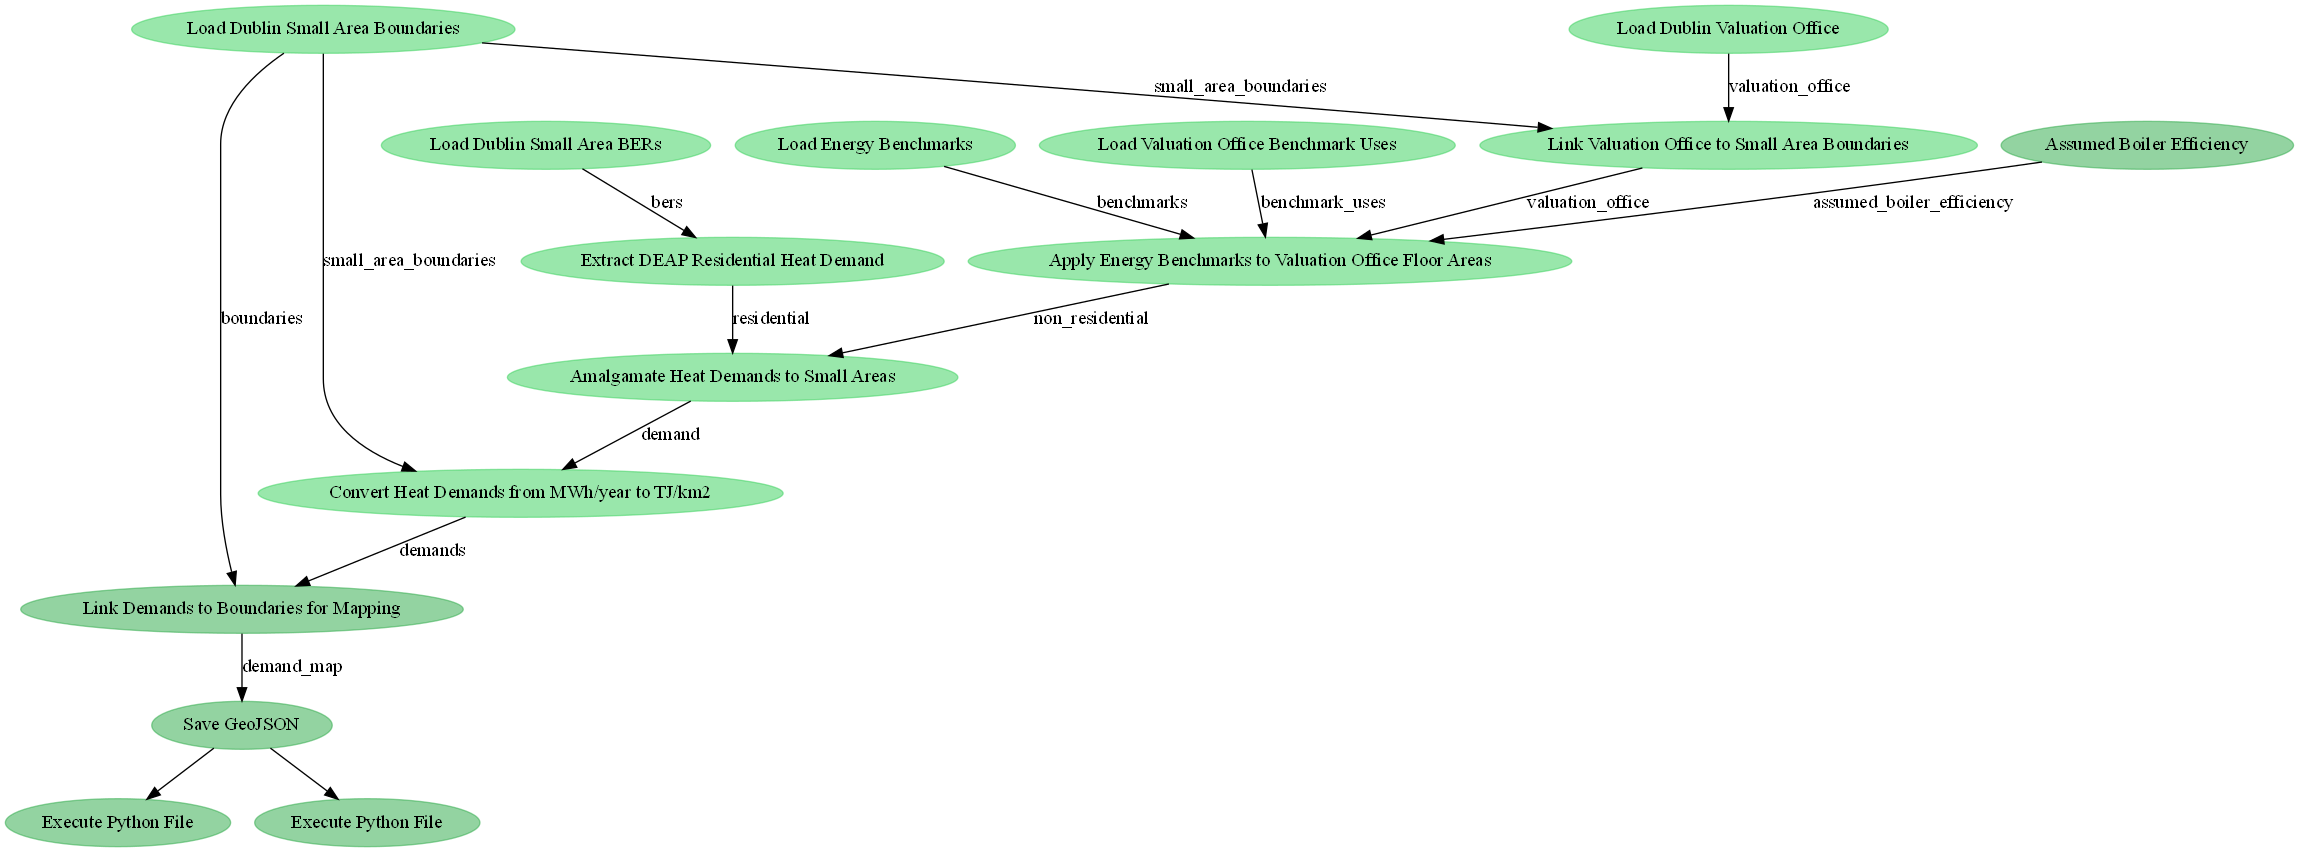 Load Dublin Small Area Boundaries
Load Dublin Valuation Office
small_area_boundaries
valuation_office
Load Dublin Small Area BERs
Load Energy Benchmarks
Load Valuation Office Benchmark Uses
Link Valuation Office to Small Area Boundaries
Assumed Boiler Efficiency
bers
benchmarks
benchmark_uses
valuation_office
assumed_boiler_efficiency
small_area_boundaries
Extract DEAP Residential Heat Demand
Apply Energy Benchmarks to Valuation Office Floor Areas
boundaries
residential
non_residential
Amalgamate Heat Demands to Small Areas
demand
Convert Heat Demands from MWh/year to TJ/km2
demands
Link Demands to Boundaries for Mapping
demand_map
Save GeoJSON
Execute Python File
Execute Python File